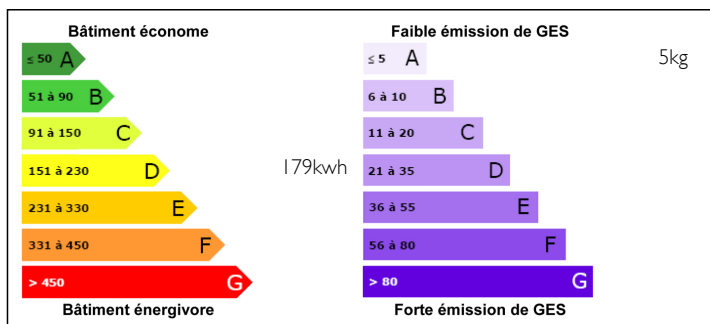 Bâtiment économe
≤ 50 A
51 à 90 B
91 à 150 C
151 à 230 D
179kwh
231 à 330 E
331 à 450 F
> 450 G
Bâtiment énergivore
Faible émission de GES
≤ 5 A
5kg
6 à 10 B
11 à 20 C
21 à 35 D
36 à 55 E
56 à 80 F
> 80 G
Forte émission de GES